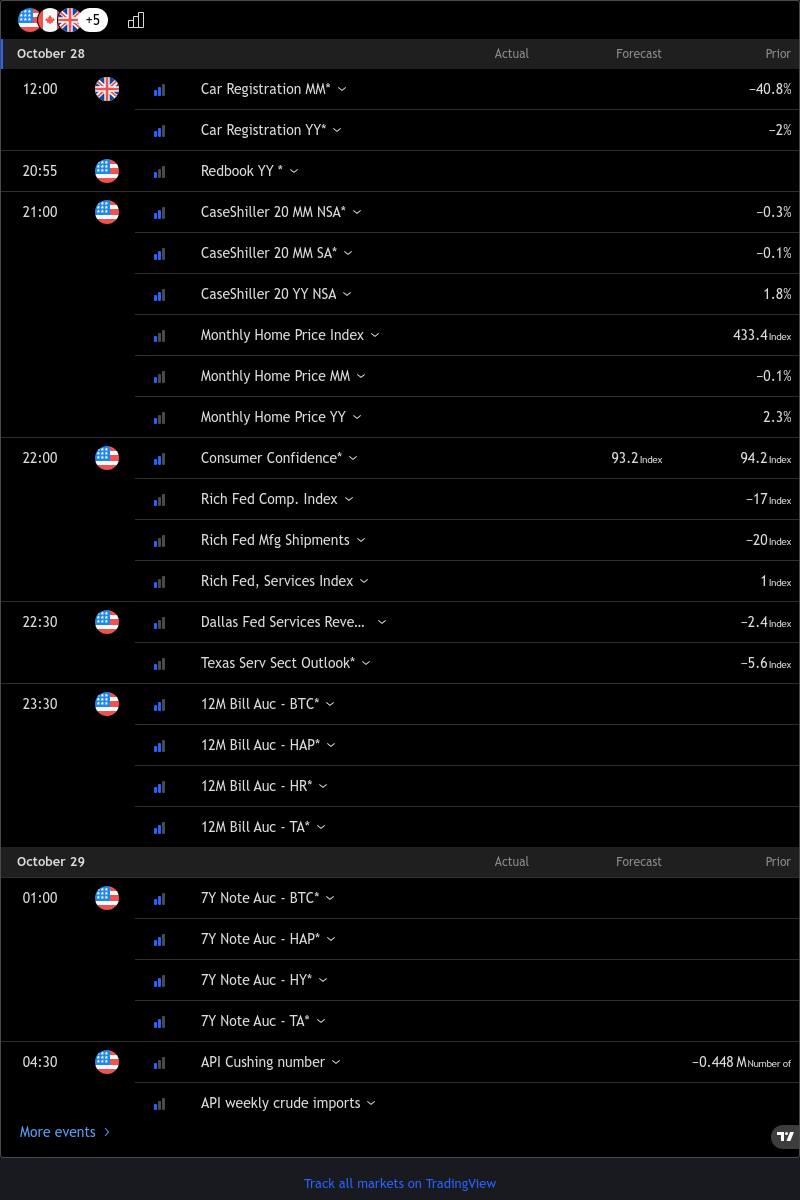 +5
October 28 Actual Forecast Prior
12:00 Car Registration MM* −40.8%
Car Registration YY* −2%
20:55 Redbook YY *
21:00 CaseShiller 20 MM NSA* −0.3%
CaseShiller 20 MM SA* −0.1%
CaseShiller 20 YY NSA 1.8%
Monthly Home Price Index 433.4 Index
Monthly Home Price MM −0.1%
Monthly Home Price YY 2.3%
22:00 Consumer Confidence* 93.2 Index 94.2 Index
Rich Fed Comp. Index −17 Index
Rich Fed Mfg Shipments −20 Index
Rich Fed, Services Index 1 Index
22:30 Dallas Fed Services Reve... −2.4 Index
Texas Serv Sect Outlook* −5.6 Index
23:30 12M Bill Auc - BTC*
12M Bill Auc - HAP*
12M Bill Auc - HR*
12M Bill Auc - TA*
October 29 Actual Forecast Prior
01:00 7Y Note Auc - BTC*
7Y Note Auc - HAP*
7Y Note Auc - HY*
7Y Note Auc - TA*
04:30 API Cushing number −0.448 M Number of
API weekly crude imports
More events
Track all markets on TradingView